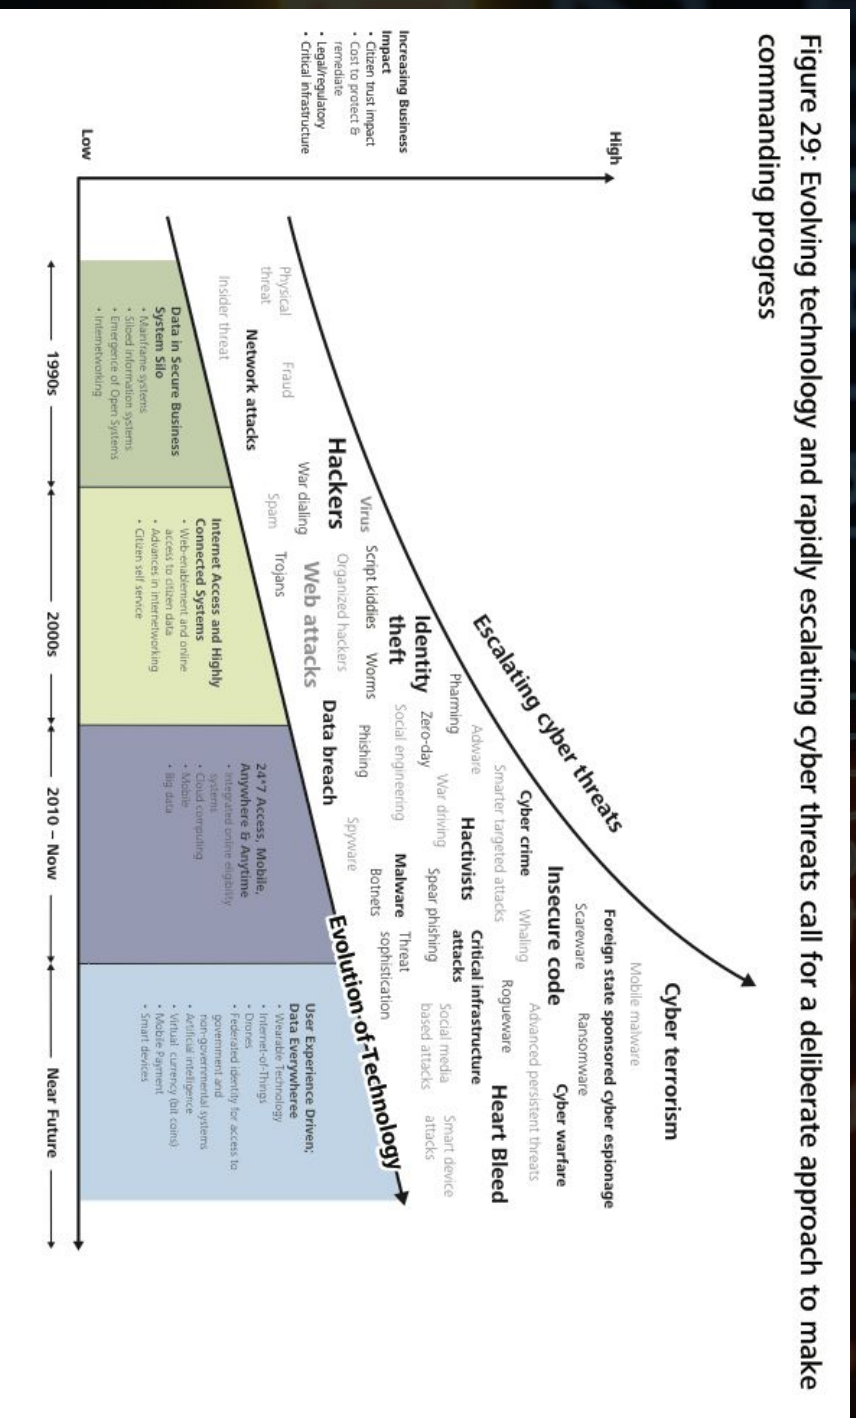 Figure 29: Evolving technology and rapidly escalating cyber threats call for a deliberate approach to make
commanding progress
High
Increasing Business
Impact
• Citizen trust impact
• Cost to protect &
remediate
• Legal/regulatory
• Critical infrastructure
Low
Escalating cyber threats
Cyber terrorism
Mobile malware
Foreign state sponsored cyber espionage
Scareware
Ransomware
Insecure code
Cyber warfare
Cyber crime
Whaling
Advanced persistent threats
Smarter targeted attacks
Rogueware
Heart Bleed
Adware
Hactivists
Critical infrastructure
attacks
Pharming
War driving
Social media
based attacks
Smart device
attacks
Identity
theft
Zero-day
Spear phishing
Social engineering
Malware
Threat
sophistication
Virus
Script kiddies
Worms
Phishing
Botnets
Hackers
Organized hackers
Spyware
War dialing
Web attacks
Data breach
Physical
threat
Fraud
Spam
Trojans
Network attacks
Insider threat
Evolution-of-Technology
Data in Secure Business
System Silo
• Mainframe systems
• Siloed information systems
• Emergence of Open Systems
• Internetworking
Internet Access and Highly
Connected Systems
• Web-enablement and online
access to citizen data
• Advances in internetworking
• Citizen self service
24*7 Access, Mobile,
Anywhere & Anytime
• Integrated online eligibility
systems
• Cloud computing
• Mobile
• Big data
User Experience Driven;
Data Everywheree
• Wearable Technology
• Internet-of-Things
• Drones
• Federated identity for access to
government and
non-governmental systems
• Artificial intelligence
• Virtual currency (bit coins)
• Mobile Payment
• Smart devices
1990s
2000s
2010 – Now
Near Future